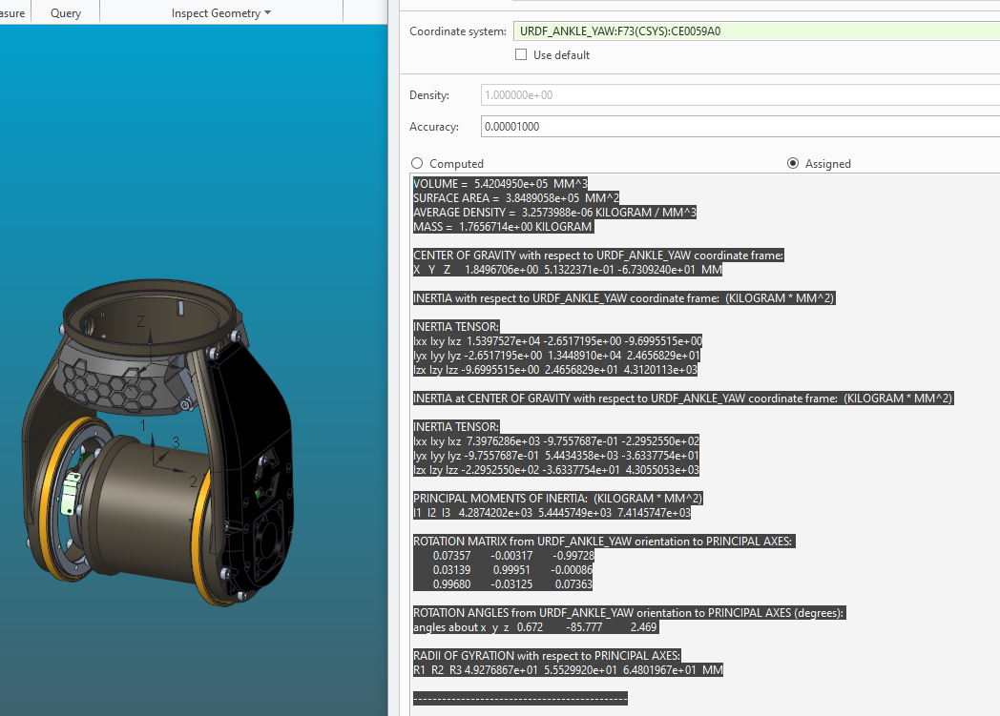 asure
Query
Inspect Geometry
Coordinate system: URDF_ANKLE_YAW:F73(CSYS):CE0059A0
Use default
Density: 1.000000e+00
Accuracy: 0.00001000
Computed Assigned
VOLUME = 5.4204950e+05 MM^3
SURFACE AREA = 3.8489058e+05 MM^2
AVERAGE DENSITY = 3.2573988e-06 KILOGRAM / MM^3
MASS = 1.7656714e+00 KILOGRAM
CENTER OF GRAVITY with respect to URDF_ANKLE_YAW coordinate frame:
X Y Z 1.8496706e+00 5.1322371e-01 -6.7309240e+01 MM
INERTIA with respect to URDF_ANKLE_YAW coordinate frame: (KILOGRAM * MM^2)
INERTIA TENSOR:
Ixx Ixy Ixz 1.5397527e+04 -2.6517195e+00 -9.6995515e+00
Iyx Iyy Iyz -2.6517195e+00 1.3448910e+04 2.4656829e+01
Izx Izy Izz -9.6995515e+00 2.4656829e+01 4.3120113e+03
INERTIA at CENTER OF GRAVITY with respect to URDF_ANKLE_YAW coordinate frame: (KILOGRAM * MM^2)
INERTIA TENSOR:
Ixx Ixy Ixz 7.3976286e+03 -9.7557687e-01 -2.2952550e+02
Iyx Iyy Iyz -9.7557687e-01 5.4434358e+03 -3.6337754e+01
Izx Izy Izz -2.2952550e+02 -3.6337754e+01 4.3055053e+03
PRINCIPAL MOMENTS OF INERTIA: (KILOGRAM * MM^2)
I1 I2 I3 4.2874202e+03 5.4445749e+03 7.4145747e+03
ROTATION MATRIX from URDF_ANKLE_YAW orientation to PRINCIPAL AXES:
0.07357 -0.00317 -0.99728
0.03139 0.99951 -0.00086
0.99680 -0.03125 0.07363
ROTATION ANGLES from URDF_ANKLE_YAW orientation to PRINCIPAL AXES (degrees):
angles about x y z 0.672 -85.777 2.469
RADII OF GYRATION with respect to PRINCIPAL AXES:
R1 R2 R3 4.9276867e+01 5.5529920e+01 6.4801967e+01 MM
---------------------------------------------
Z
1
3
2